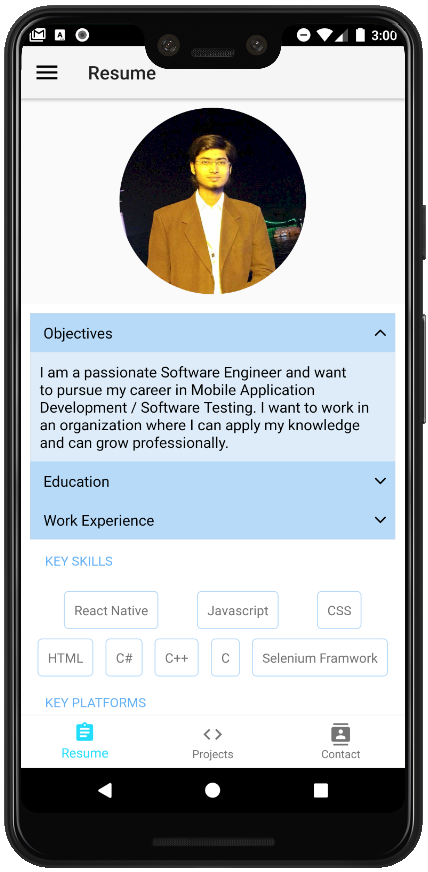 3:00
Resume
Objectives
I am a passionate Software Engineer and want
to pursue my career in Mobile Application
Development / Software Testing. I want to work in
an organization where I can apply my knowledge
and can grow professionally.
Education
Work Experience
KEY SKILLS
React Native Javascript CSS
HTML C# C++ C Selenium Framwork
KEY PLATFORMS
Resume Projects Contact